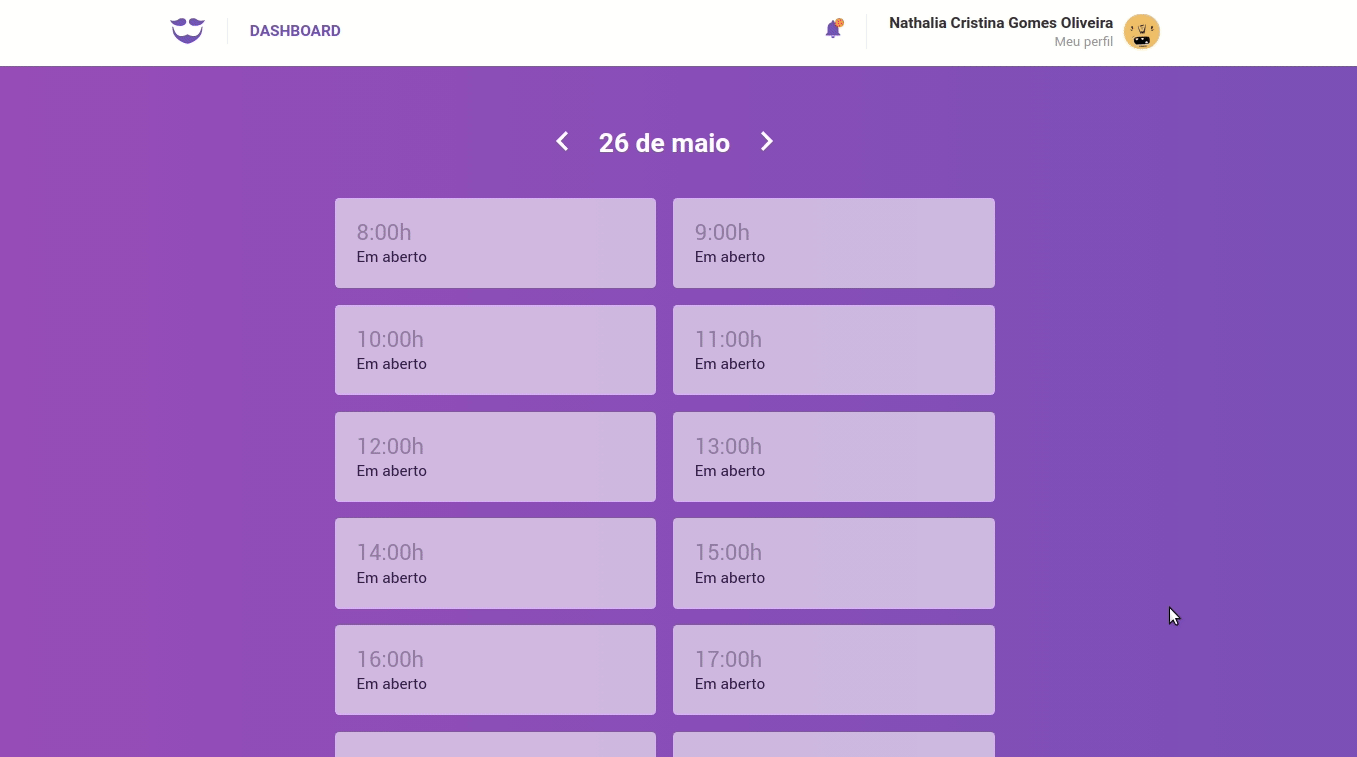 DASHBOARD
Nathalia Cristina Gomes Oliveira
Meu perfil
26 de maio
8:00h
Em aberto
9:00h
Em aberto
10:00h
Em aberto
11:00h
Em aberto
12:00h
Em aberto
13:00h
Em aberto
14:00h
Em aberto
15:00h
Em aberto
16:00h
Em aberto
17:00h
Em aberto